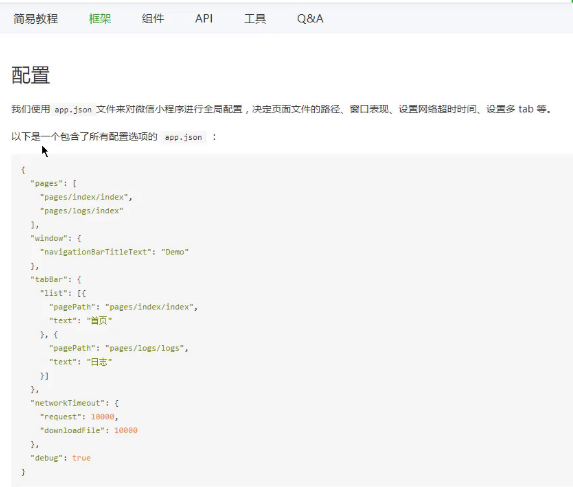 简易教程 框架 组件 API 工具 Q&A
配置
我们使用 app.json 文件来对微信小程序进行全局配置，决定页面文件的路径、窗口表现、设置网络超时时间、设置多 tab 等。
以下是一个包含了所有配置选项的 app.json ：
{
  "pages": [
    "pages/index/index",
    "pages/logs/index"
  ],
  "window": {
    "navigationBarTitleText": "Demo"
  },
  "tabBar": {
    "list": [{
      "pagePath": "pages/index/index",
      "text": "首页"
    }, {
      "pagePath": "pages/logs/logs",
      "text": "日志"
    }]
  },
  "networkTimeout": {
    "request": 10000,
    "downloadFile": 10000
  },
  "debug": true
}